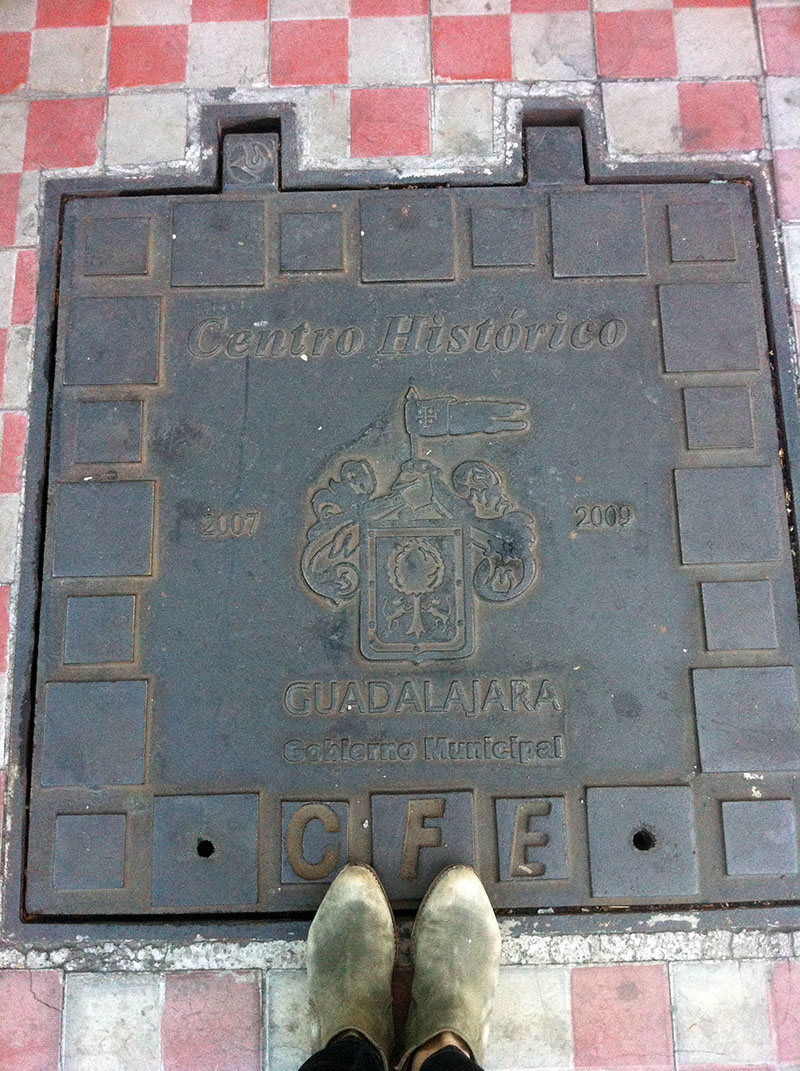 Centro Histórico
2007 2009
GUADALAJARA
Gobierno Municipal
CFE